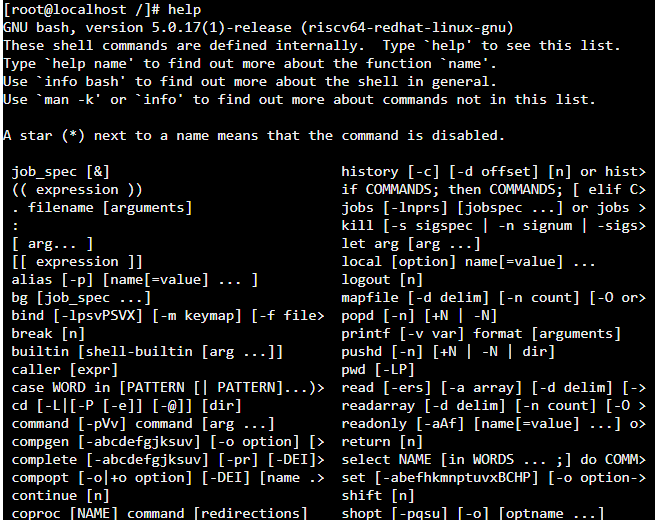 [root@localhost /]# help
GNU bash, version 5.0.17(1)-release (riscv64-redhat-linux-gnu)
These shell commands are defined internally.  Type `help' to see this list.
Type `help name' to find out more about the function `name'.
Use `info bash' to find out more about the shell in general.
Use `man -k' or `info' to find out more about commands not in this list.

A star (*) next to a name means that the command is disabled.

 job_spec [&]                            history [-c] [-d offset] [n] or hist>
 (( expression ))                        if COMMANDS; then COMMANDS; [ elif C>
 . filename [arguments]                  jobs [-lnprs] [jobspec ...] or jobs >
 :                                       kill [-s sigspec | -n signum | -sigs>
 [ arg... ]                              let arg [arg ...]
 [[ expression ]]                        local [option] name[=value] ...
 alias [-p] [name[=value] ... ]          logout [n]
 bg [job_spec ...]                       mapfile [-d delim] [-n count] [-O or>
 bind [-lpsvPSVX] [-m keymap] [-f file>  popd [-n] [+N | -N]
 break [n]                               printf [-v var] format [arguments]
 builtin [shell-builtin [arg ...]]       pushd [-n] [+N | -N | dir]
 caller [expr]                           pwd [-LP]
 case WORD in [PATTERN [| PATTERN]...)>  read [-ers] [-a array] [-d delim] [->
 cd [-L|[-P [-e]] [-@]] [dir]            readarray [-d delim] [-n count] [-O >
 command [-pVv] command [arg ...]        readonly [-aAf] [name[=value] ...] o>
 compgen [-abcdefgjksuv] [-o option] [>  return [n]
 complete [-abcdefgjksuv] [-pr] [-DEI]>  select NAME [in WORDS ... ;] do COMM>
 compopt [-o|+o option] [-DEI] [name .>  set [-abefhkmnptuvxBCHP] [-o option->
 continue [n]                            shift [n]
 coproc [NAME] command [redirections]    shopt [-pqsu] [-o] [optname ...]